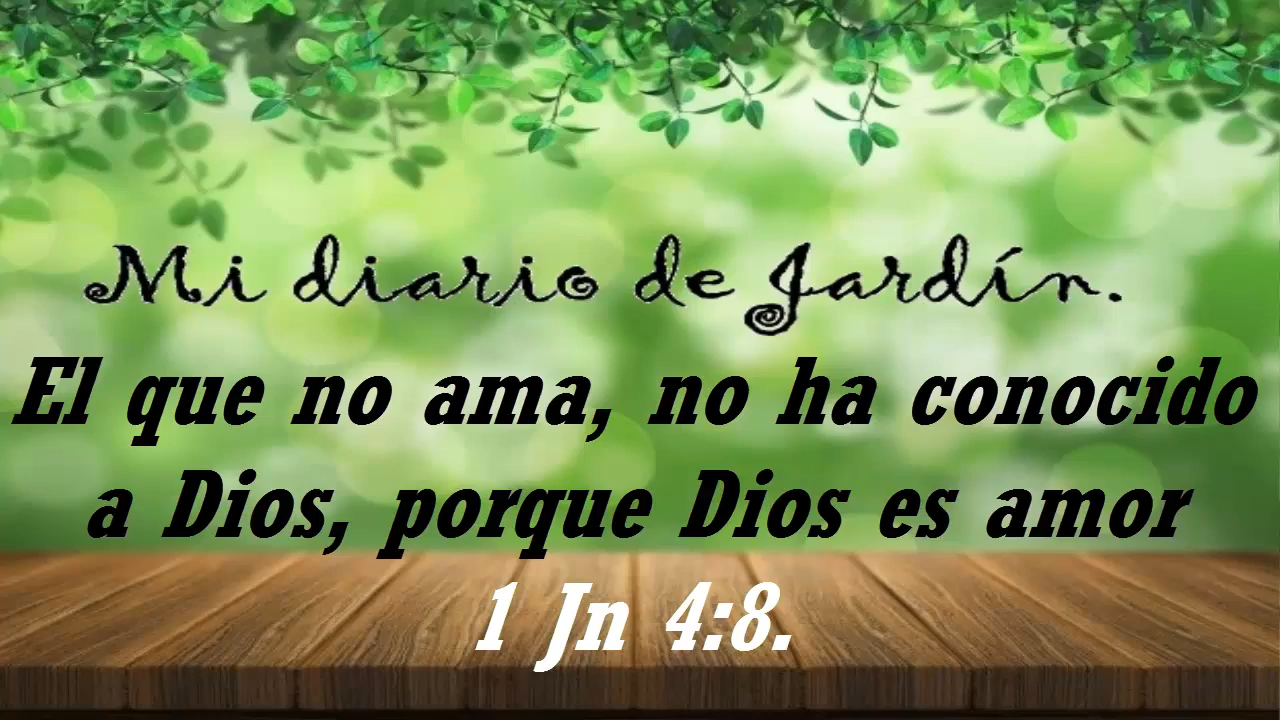 Mi diario de Jardín.
El que no ama, no ha conocido
a Dios, porque Dios es amor
1 Jn 4:8.